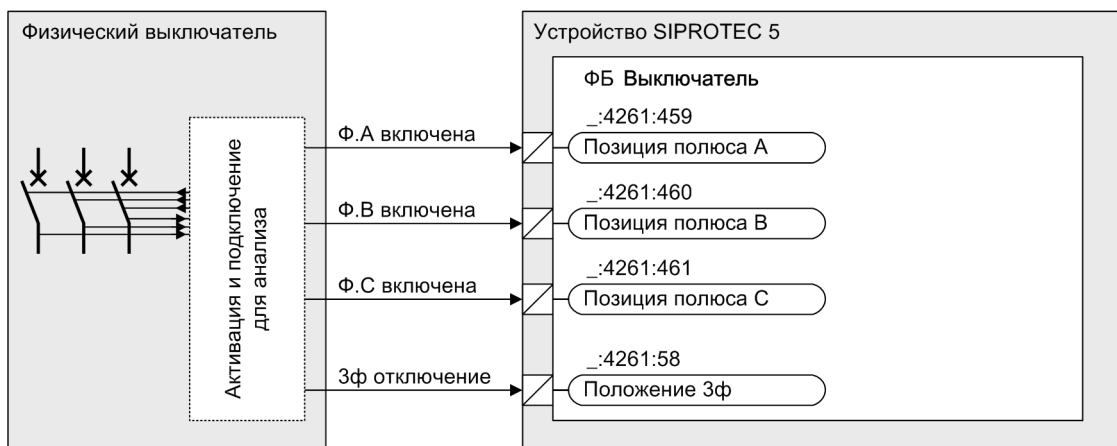 Физический выключатель
Активация и подключение
для анализа
Ф.А включена
Ф.В включена
Ф.С включена
3ф отключение
Устройство SIPROTEC 5
ФБ Выключатель
_:4261:459
Позиция полюса А
_:4261:460
Позиция полюса В
_:4261:461
Позиция полюса С
_:4261:58
Положение 3ф